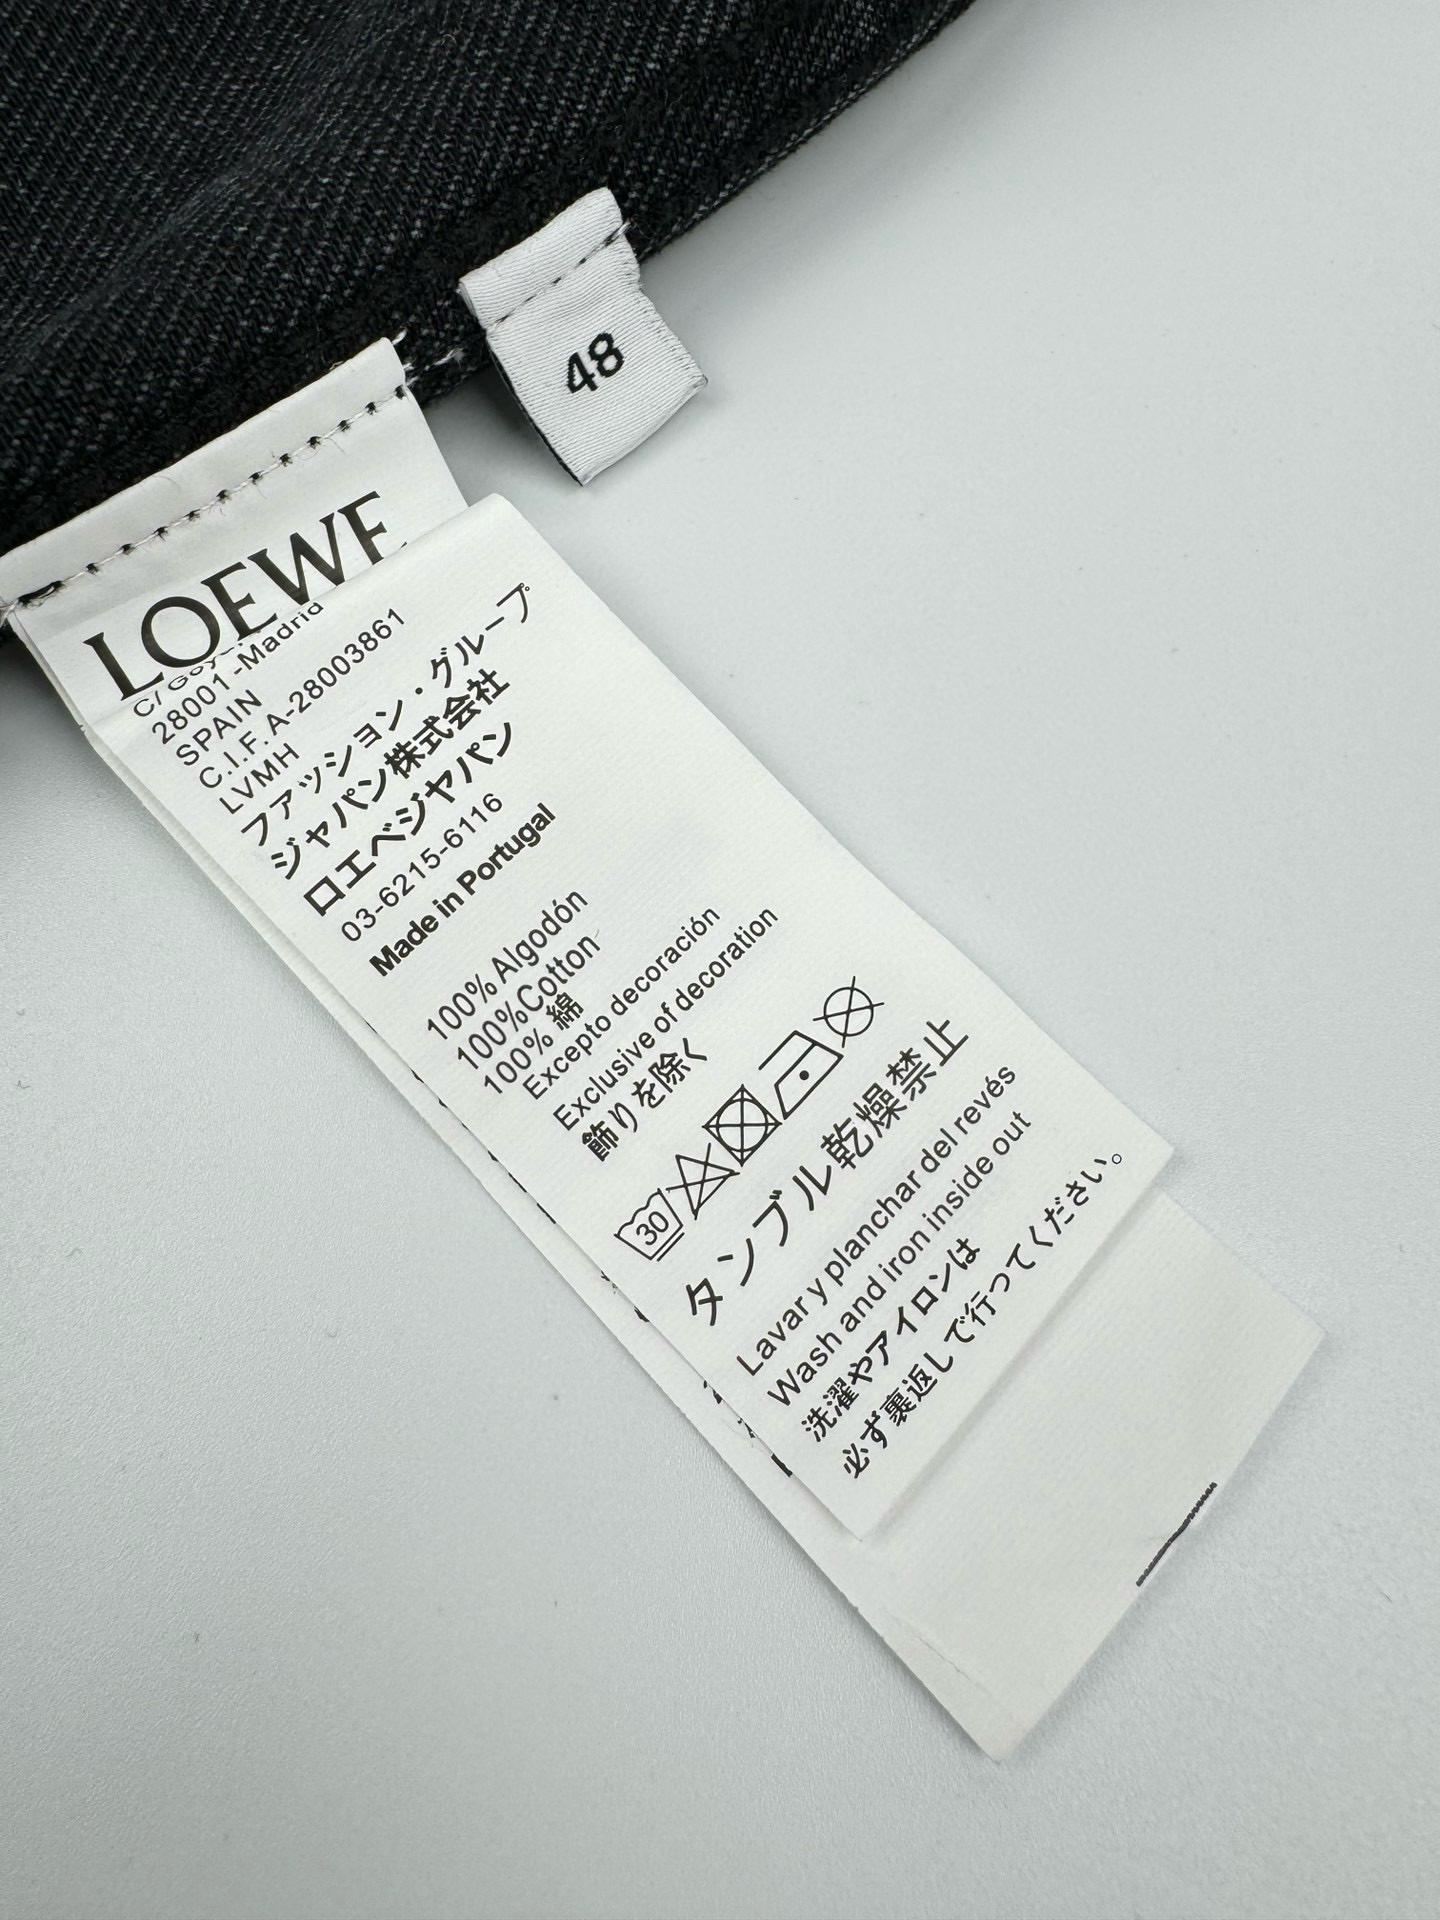 48
LOEWE
C/ Goya
28001 -Madrid
SPAIN
C.I.F. A-28003861
LVMH
ファッション・グループ
ジャパン株式会社
ロエベジャパン
03-6215-6116
Made in Portugal
100% Algodón
100%Cotton
100% 綿
Excepto decoración
Exclusive of decoration
飾りを除く
30
タンブル乾燥禁止
Lavar y planchar del revés
Wash and iron inside out
洗濯やアイロンは
必ず裏返しで行ってください。